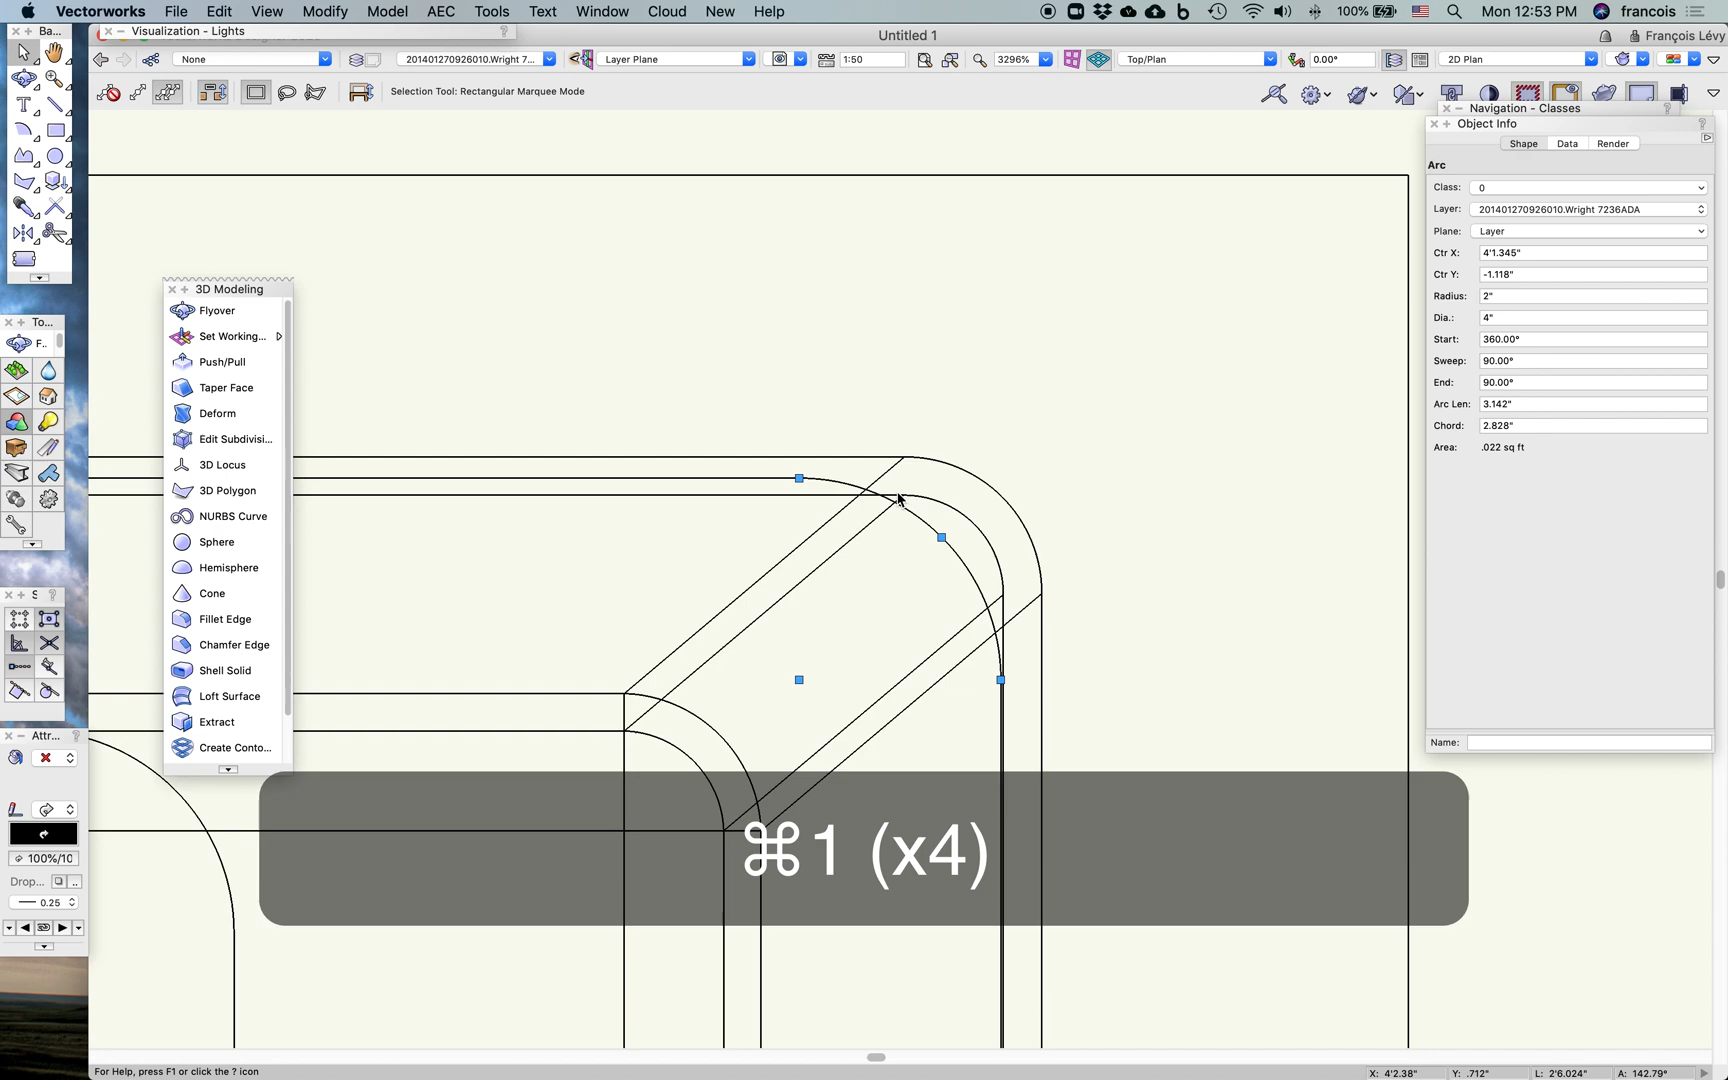 Vectorworks File Edit View Modify Model AEC Tools Text Window Cloud New Help 100% Mon 12:53 PM francois
Ba...
Visualization - Lights
Untitled 1
François Lévy
None
201401270926010.Wright 7...
Layer Plane
1:50
3296%
Top/Plan
0.00°
2D Plan
Selection Tool: Rectangular Marquee Mode
Navigation - Classes
Object Info
Shape Data Render
Arc
Class: 0
Layer: 201401270926010.Wright 7236ADA
Plane: Layer
Ctr X: 4'1.345"
Ctr Y: -1.118"
Radius: 2"
Dia.: 4"
Start: 360.00°
Sweep: 90.00°
End: 90.00°
Arc Len: 3.142"
Chord: 2.828"
Area: .022 sq ft
Name:
3D Modeling
Flyover
Set Working...
Push/Pull
Taper Face
Deform
Edit Subdivisi...
3D Locus
3D Polygon
NURBS Curve
Sphere
Hemisphere
Cone
Fillet Edge
Chamfer Edge
Shell Solid
Loft Surface
Extract
Create Conto...
To...
F..
S
Attr...
100%/10
Drop...
0.25
⌘1 (x4)
For Help, press F1 or click the ? icon
X: 4'2.38" Y: .712" L: 2'6.024" A: 142.79°